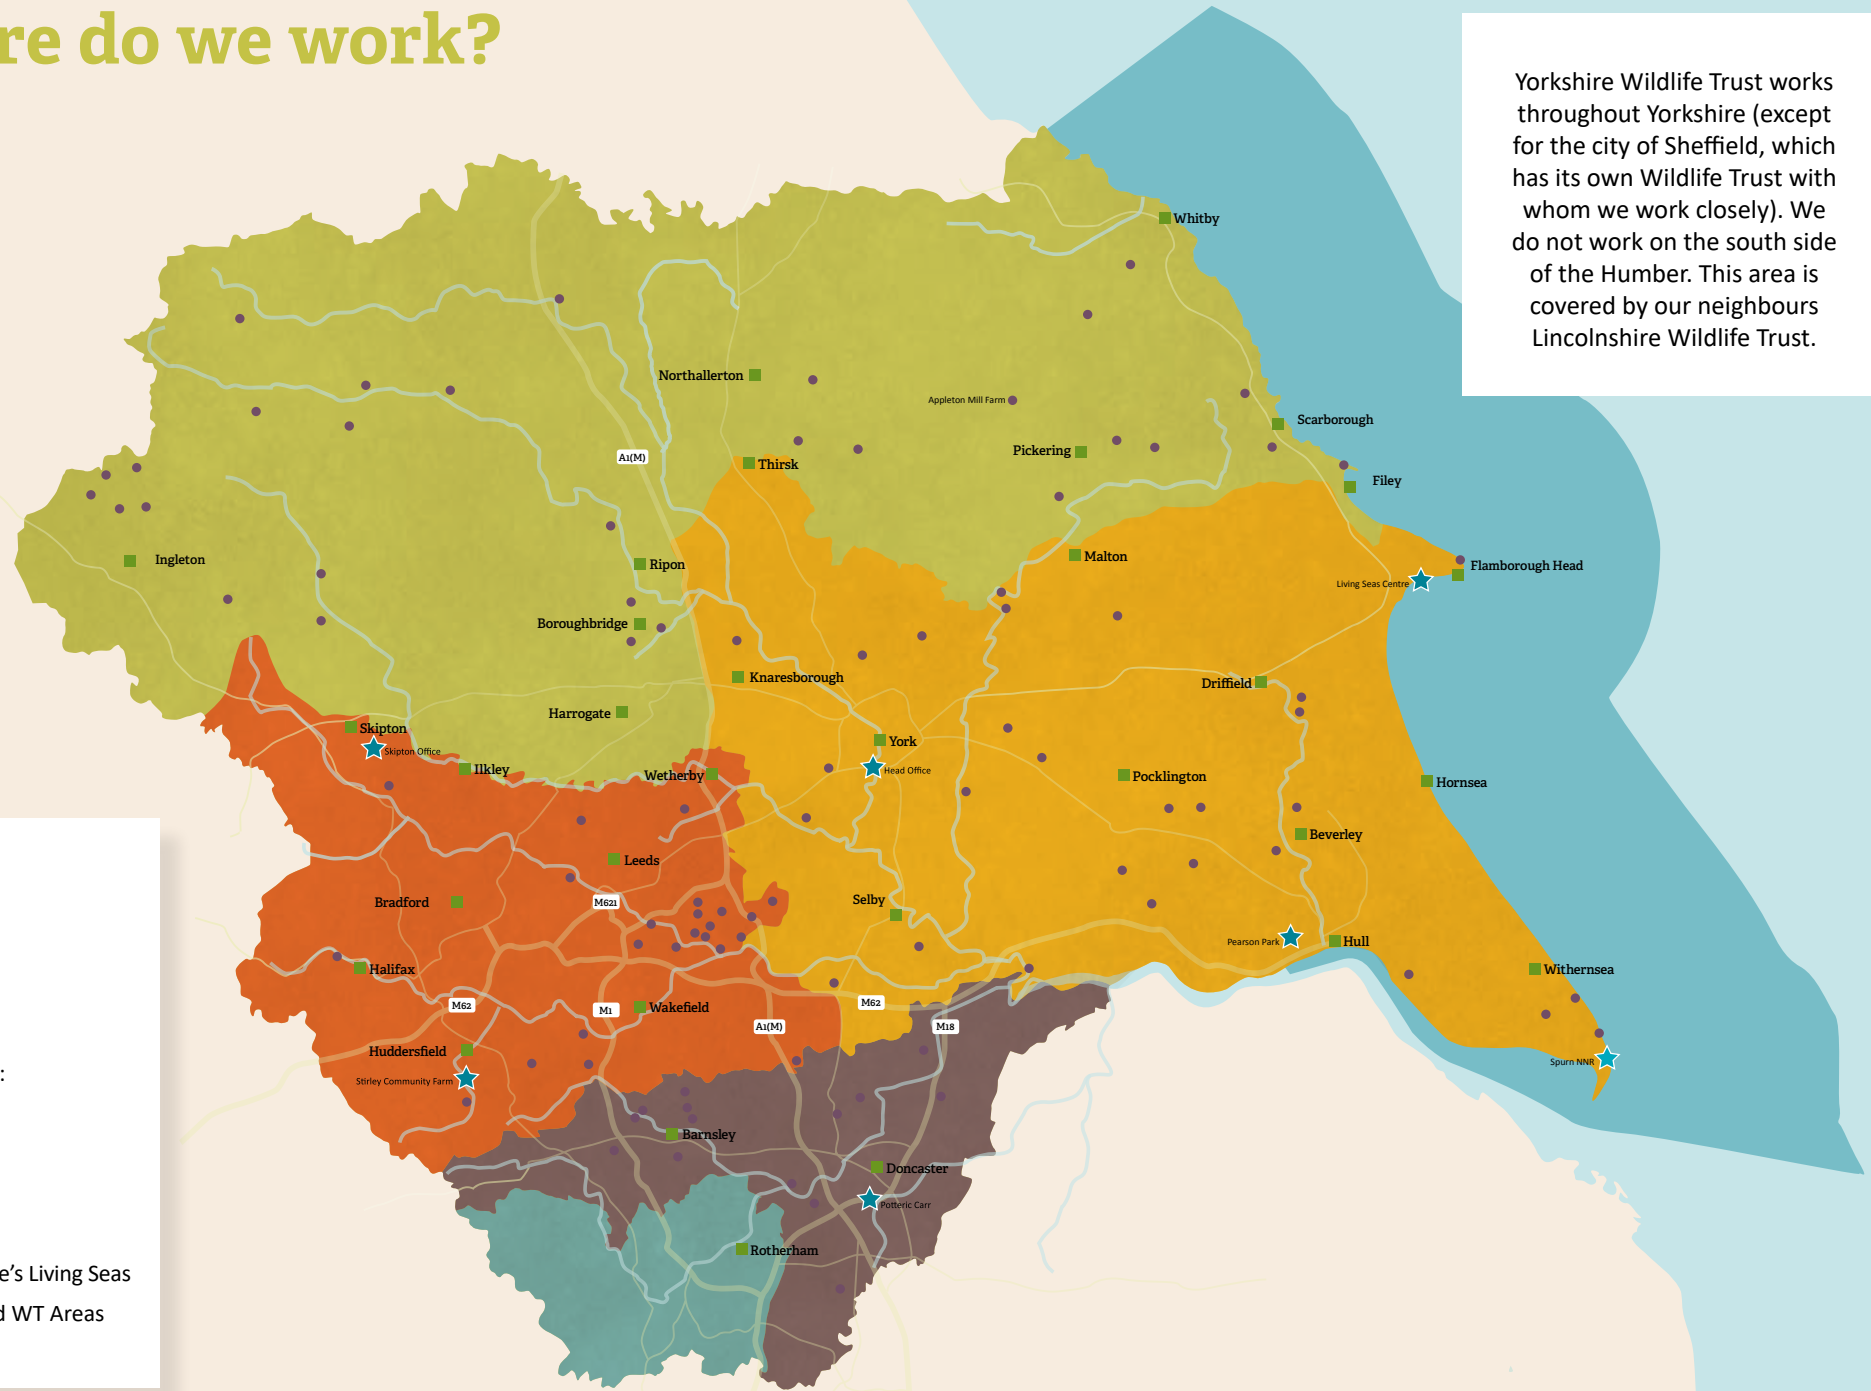 re do we work?
Yorkshire Wildlife Trust works
throughout Yorkshire (except
for the city of Sheffield, which
has its own Wildlife Trust with
whom we work closely). We
do not work on the south side
of the Humber. This area is
covered by our neighbours
Lincolnshire Wildlife Trust.
Whitby
Northallerton
Appleton Mill Farm
Scarborough
Pickering
A1(M)
Thirsk
Filey
Ingleton
Ripon
Malton
Flamborough Head
Living Seas Centre
Boroughbridge
Knaresborough
Driffield
Harrogate
Skipton
Skipton Office
York
Head Office
Ilkley
Wetherby
Pocklington
Hornsea
Beverley
Leeds
Bradford
M621
Selby
Pearson Park
Hull
Halifax
Withernsea
M62
M1
Wakefield
M62
A1(M)
M18
Huddersfield
Spurn NNR
Stirley Community Farm
Barnsley
Doncaster
Potteric Carr
Rotherham
:
e's Living Seas
d WT Areas